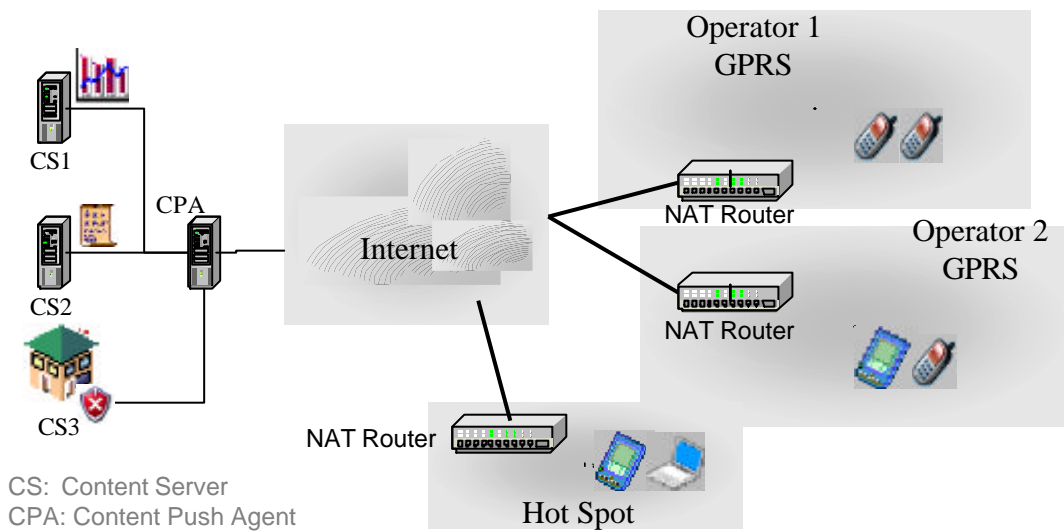 Operator 1
GPRS
CS1
CPA
NAT Router
Internet
Operator 2
GPRS
CS2
NAT Router
CS3
NAT Router
Hot Spot
CS: Content Server
CPA: Content Push Agent